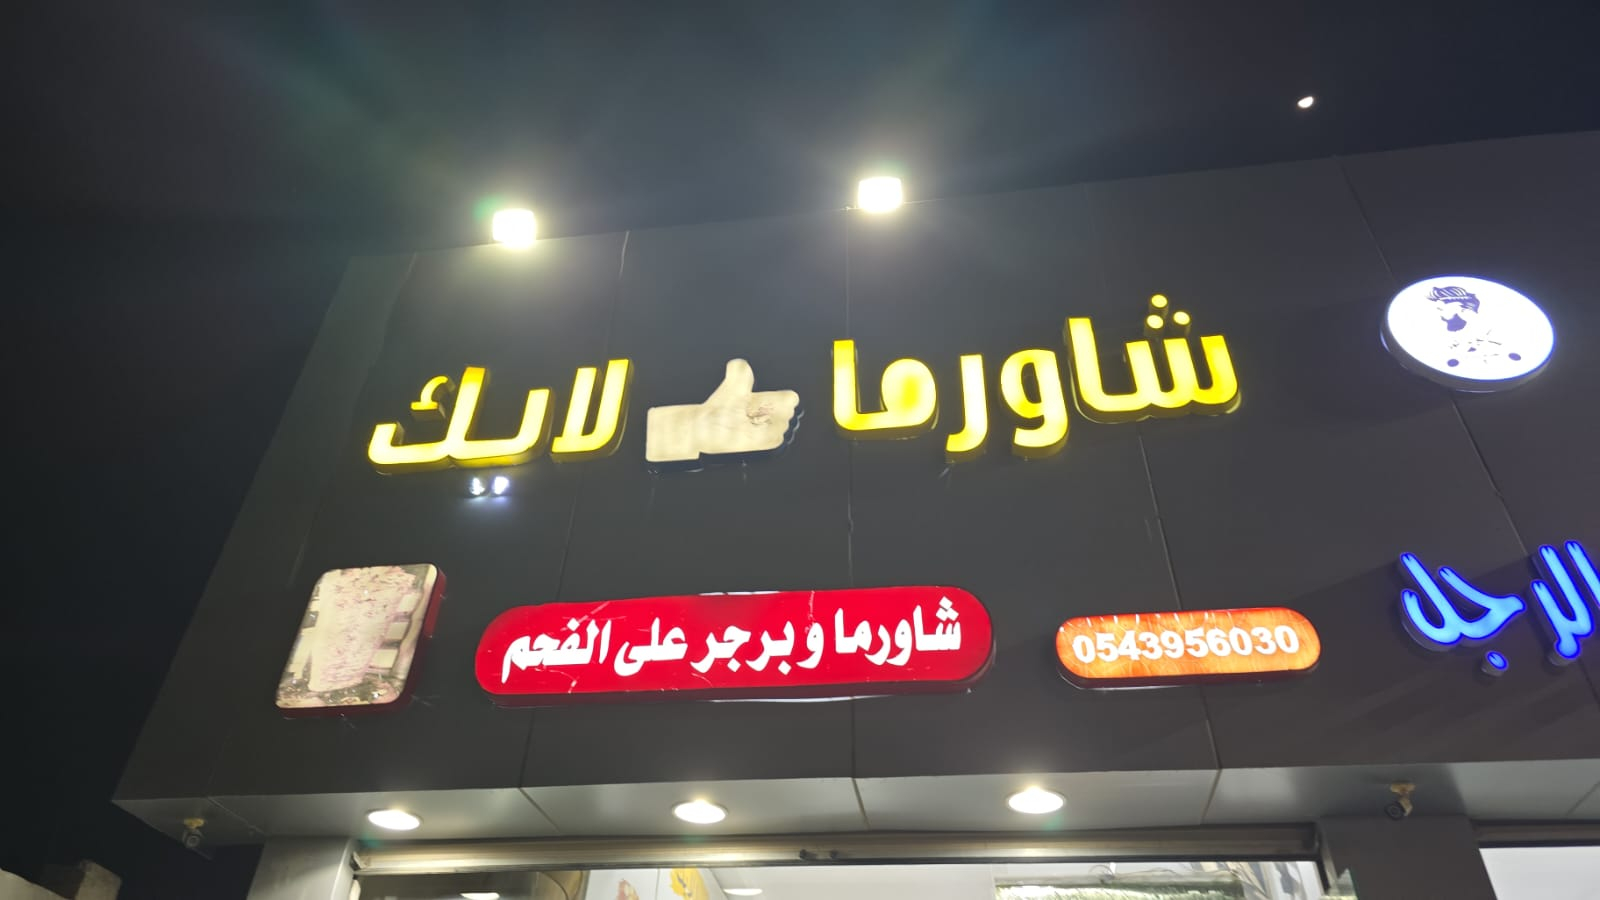 شاورما لايك
شاورما وبرجر على الفحم
0543956030